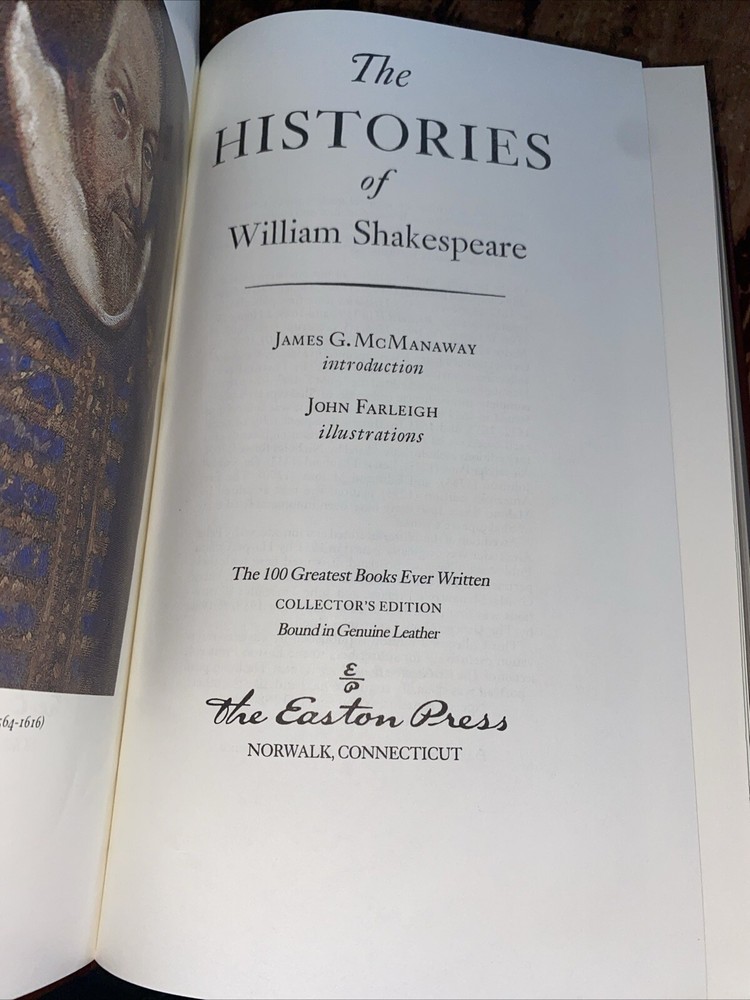 The
HISTORIES
of
William Shakespeare
JAMES G. MCMANAWAY
introduction
JOHN FARLEIGH
illustrations
The 100 Greatest Books Ever Written
COLLECTOR'S EDITION
Bound in Genuine Leather
EP
The Easton Press
NORWALK, CONNECTICUT
64-1616)